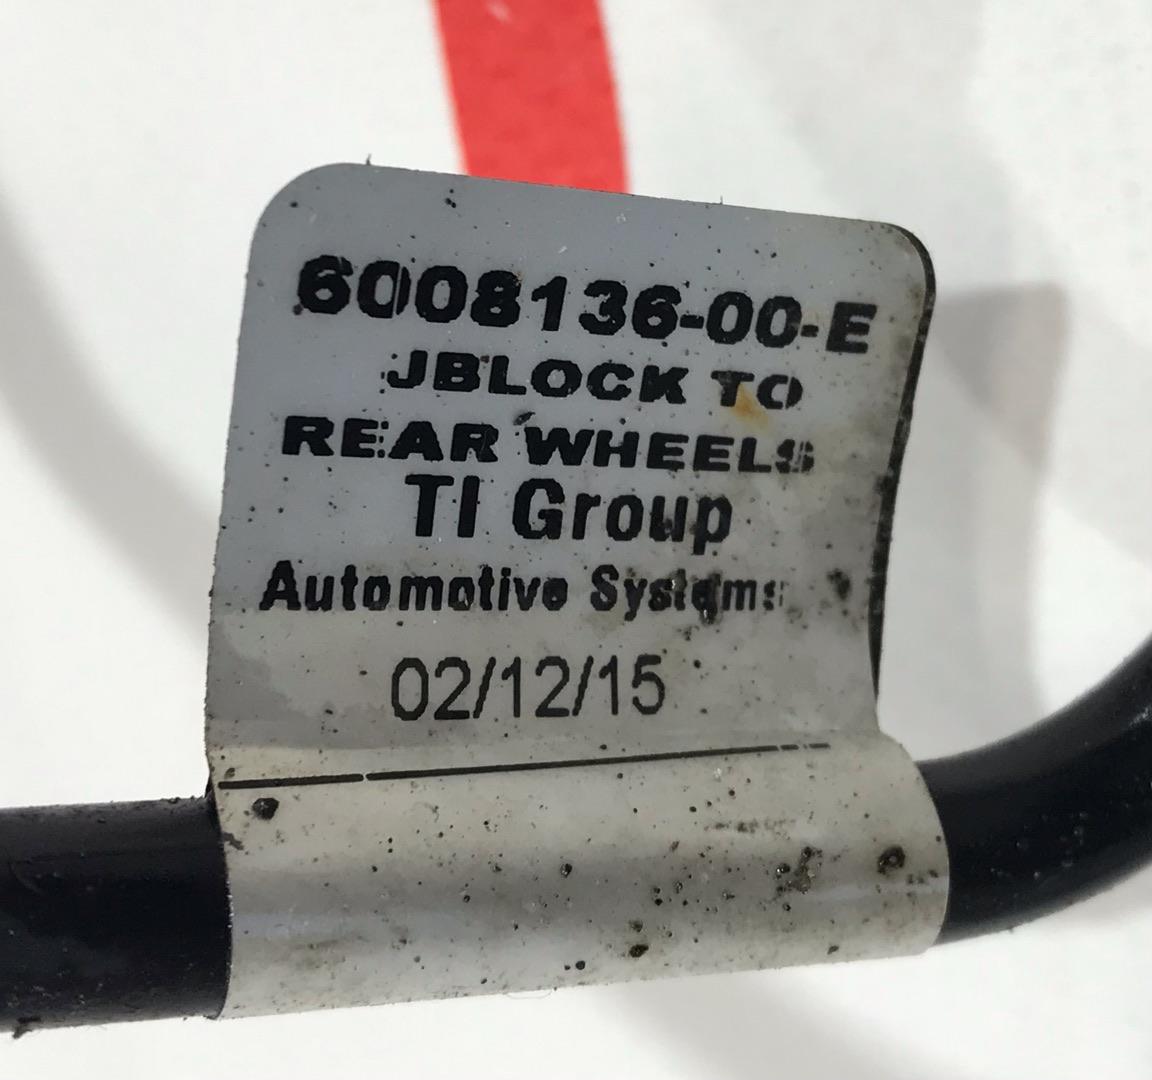 6008136-00-E
JBLOCK TO
REAR WHEELS
TI Group
Automotive Systems
02/12/15